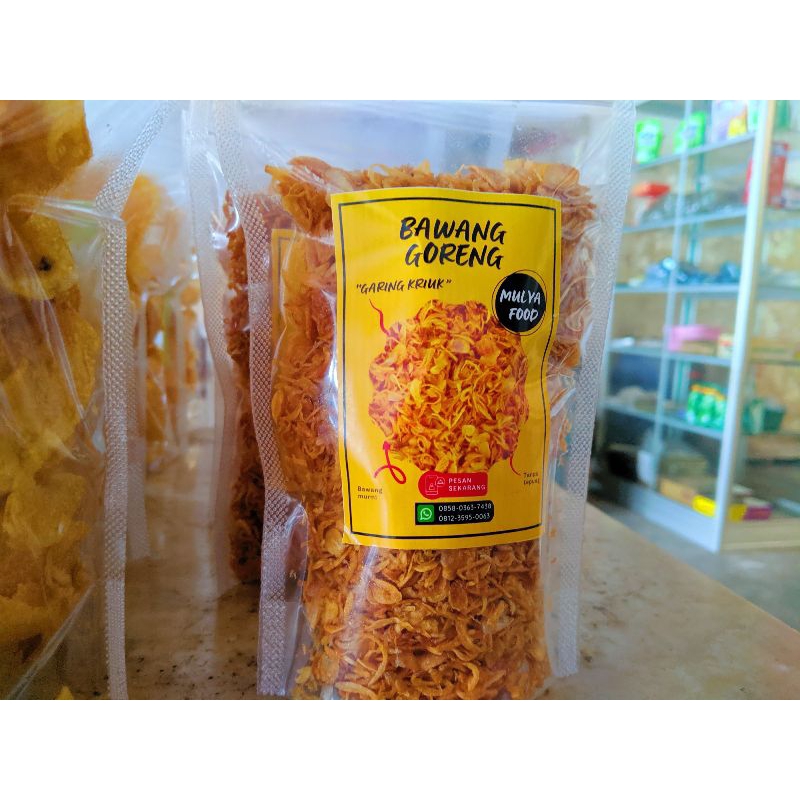 BAWANG
GORENG
"GARING KRIUK"
MULYA
FOOD
Bawang
murni
PESAN
SEKARANG
Tanpa
tepung
0858-0363-7438
0812-3595-0063